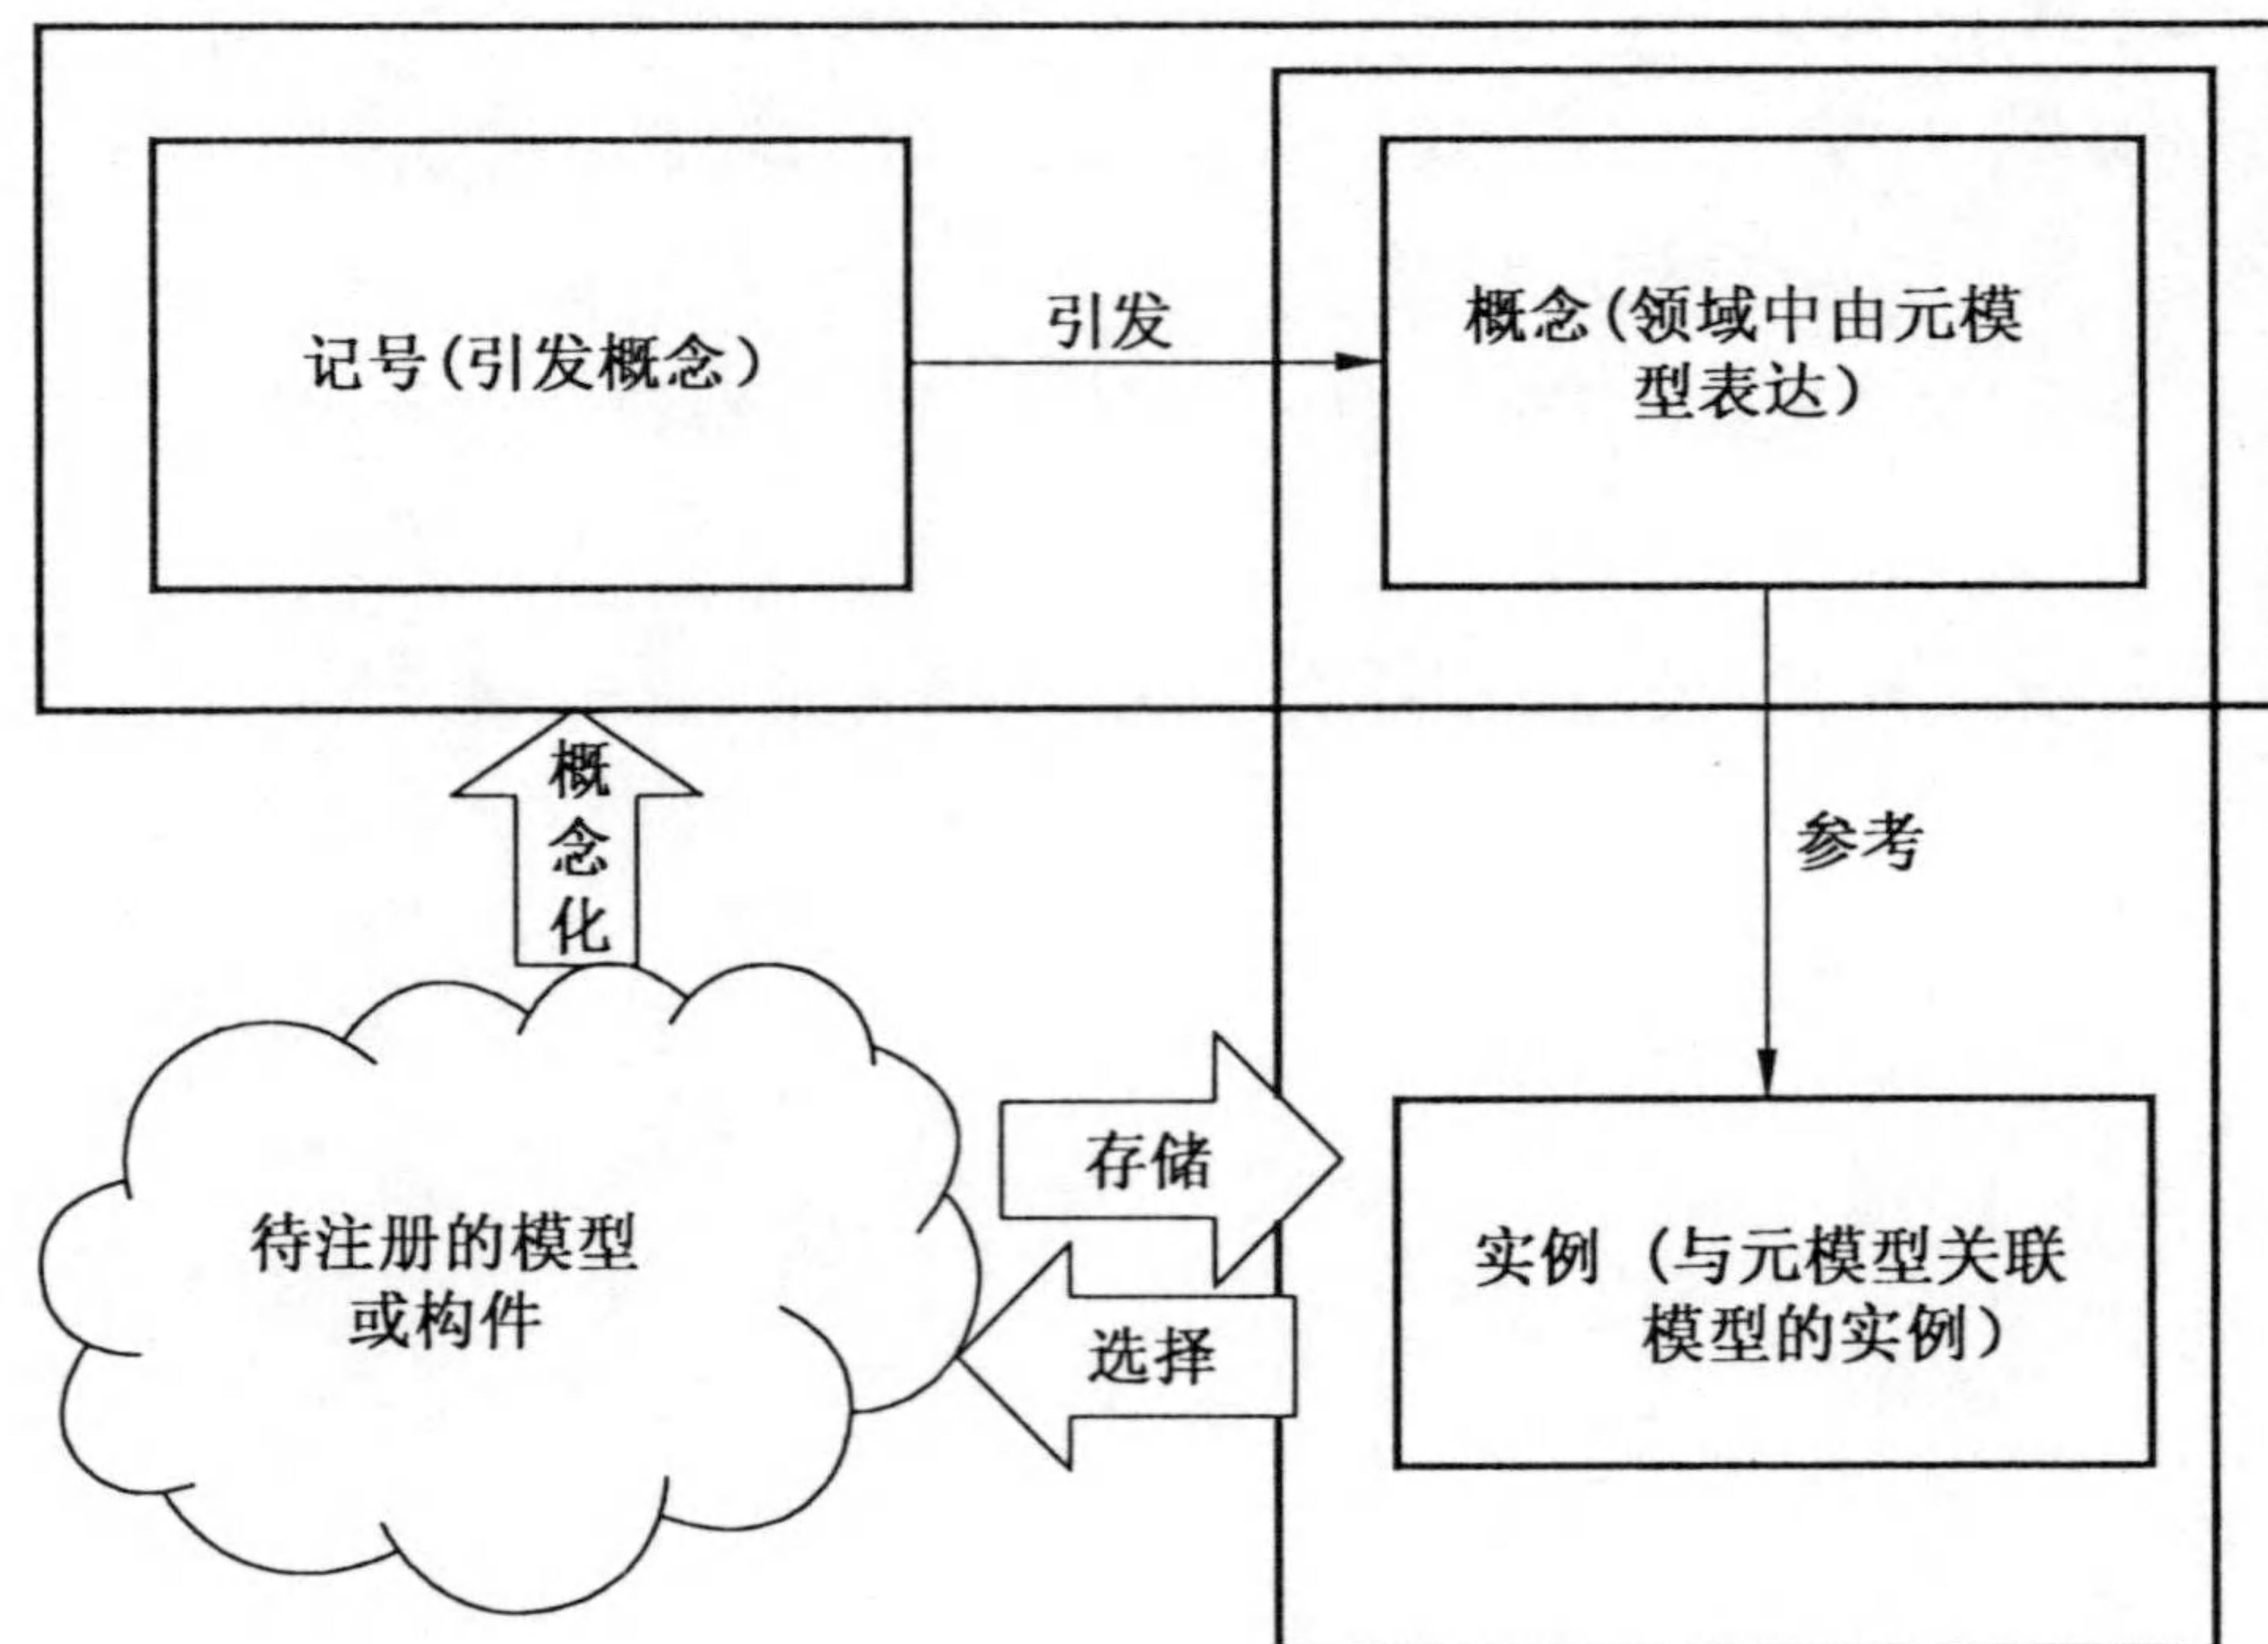 记号(引发概念)
引发
概念(领域中由元模
型表达)
概
念
化
参考
存储
待注册的模型
或构件
实例 (与元模型关联
模型的实例)
选择